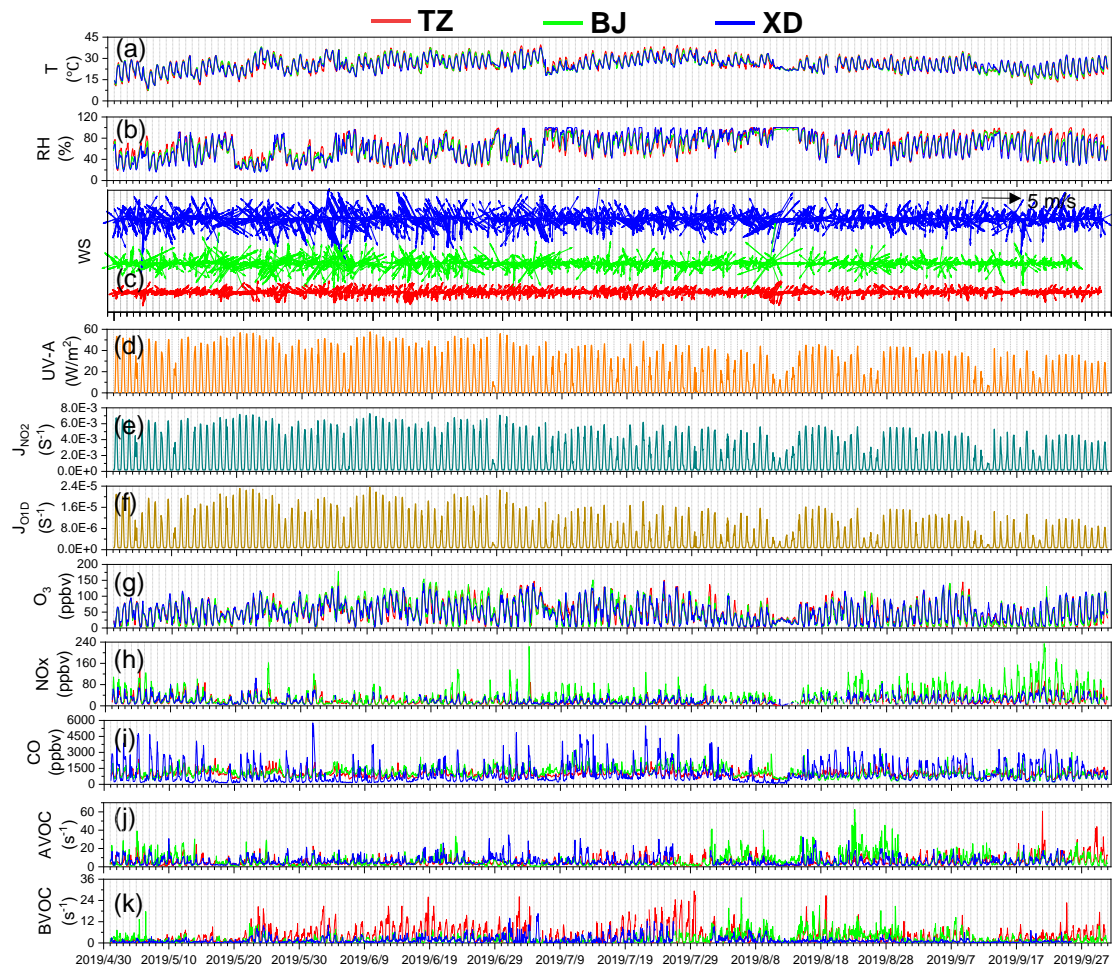 TZ BJ XD
(a)
T
(°C)
45
30
15
0
(b)
RH
(%)
120
80
40
0
(c)
WS
5 m/s
(d)
UV-A
(W/m²)
60
40
20
0
(e)
J_NO2
(S⁻¹)
8.0E-3
6.0E-3
4.0E-3
2.0E-3
0.0E+0
(f)
J_O1D
(S⁻¹)
2.4E-5
1.6E-5
8.0E-6
0.0E+0
(g)
O₃
(ppbv)
200
150
100
50
0
(h)
NOx
(ppbv)
240
160
80
0
(i)
CO
(ppbv)
6000
4500
3000
1500
0
(j)
AVOC
(s⁻¹)
60
40
20
0
(k)
BVOC
(s⁻¹)
36
24
12
0
2019/4/30 2019/5/10 2019/5/20 2019/5/30 2019/6/9 2019/6/19 2019/6/29 2019/7/9 2019/7/19 2019/7/29 2019/8/8 2019/8/18 2019/8/28 2019/9/7 2019/9/17 2019/9/27